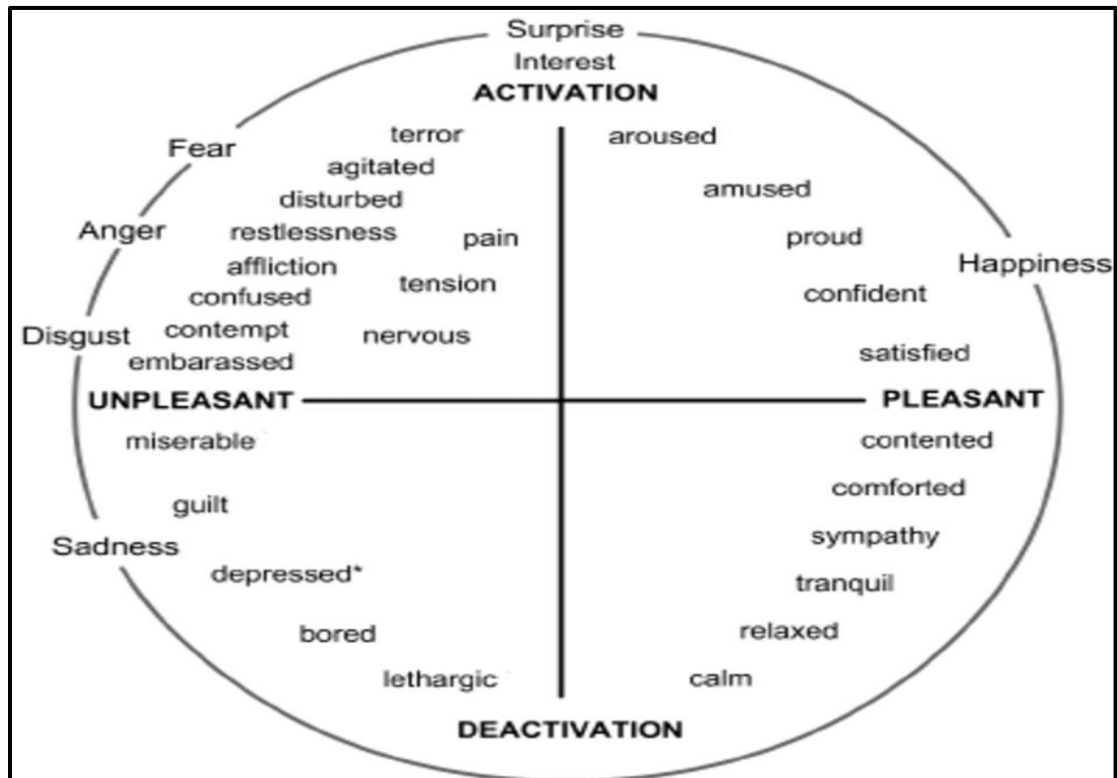 Surprise
Interest
ACTIVATION
terror
aroused
Fear
agitated
amused
disturbed
Anger
restlessness
pain
proud
affliction
Happiness
tension
confused
confident
contempt
nervous
Disgust
embarassed
satisfied
UNPLEASANT
PLEASANT
miserable
contented
comforted
guilt
sympathy
Sadness
depressed*
tranquil
bored
relaxed
lethargic
calm
DEACTIVATION